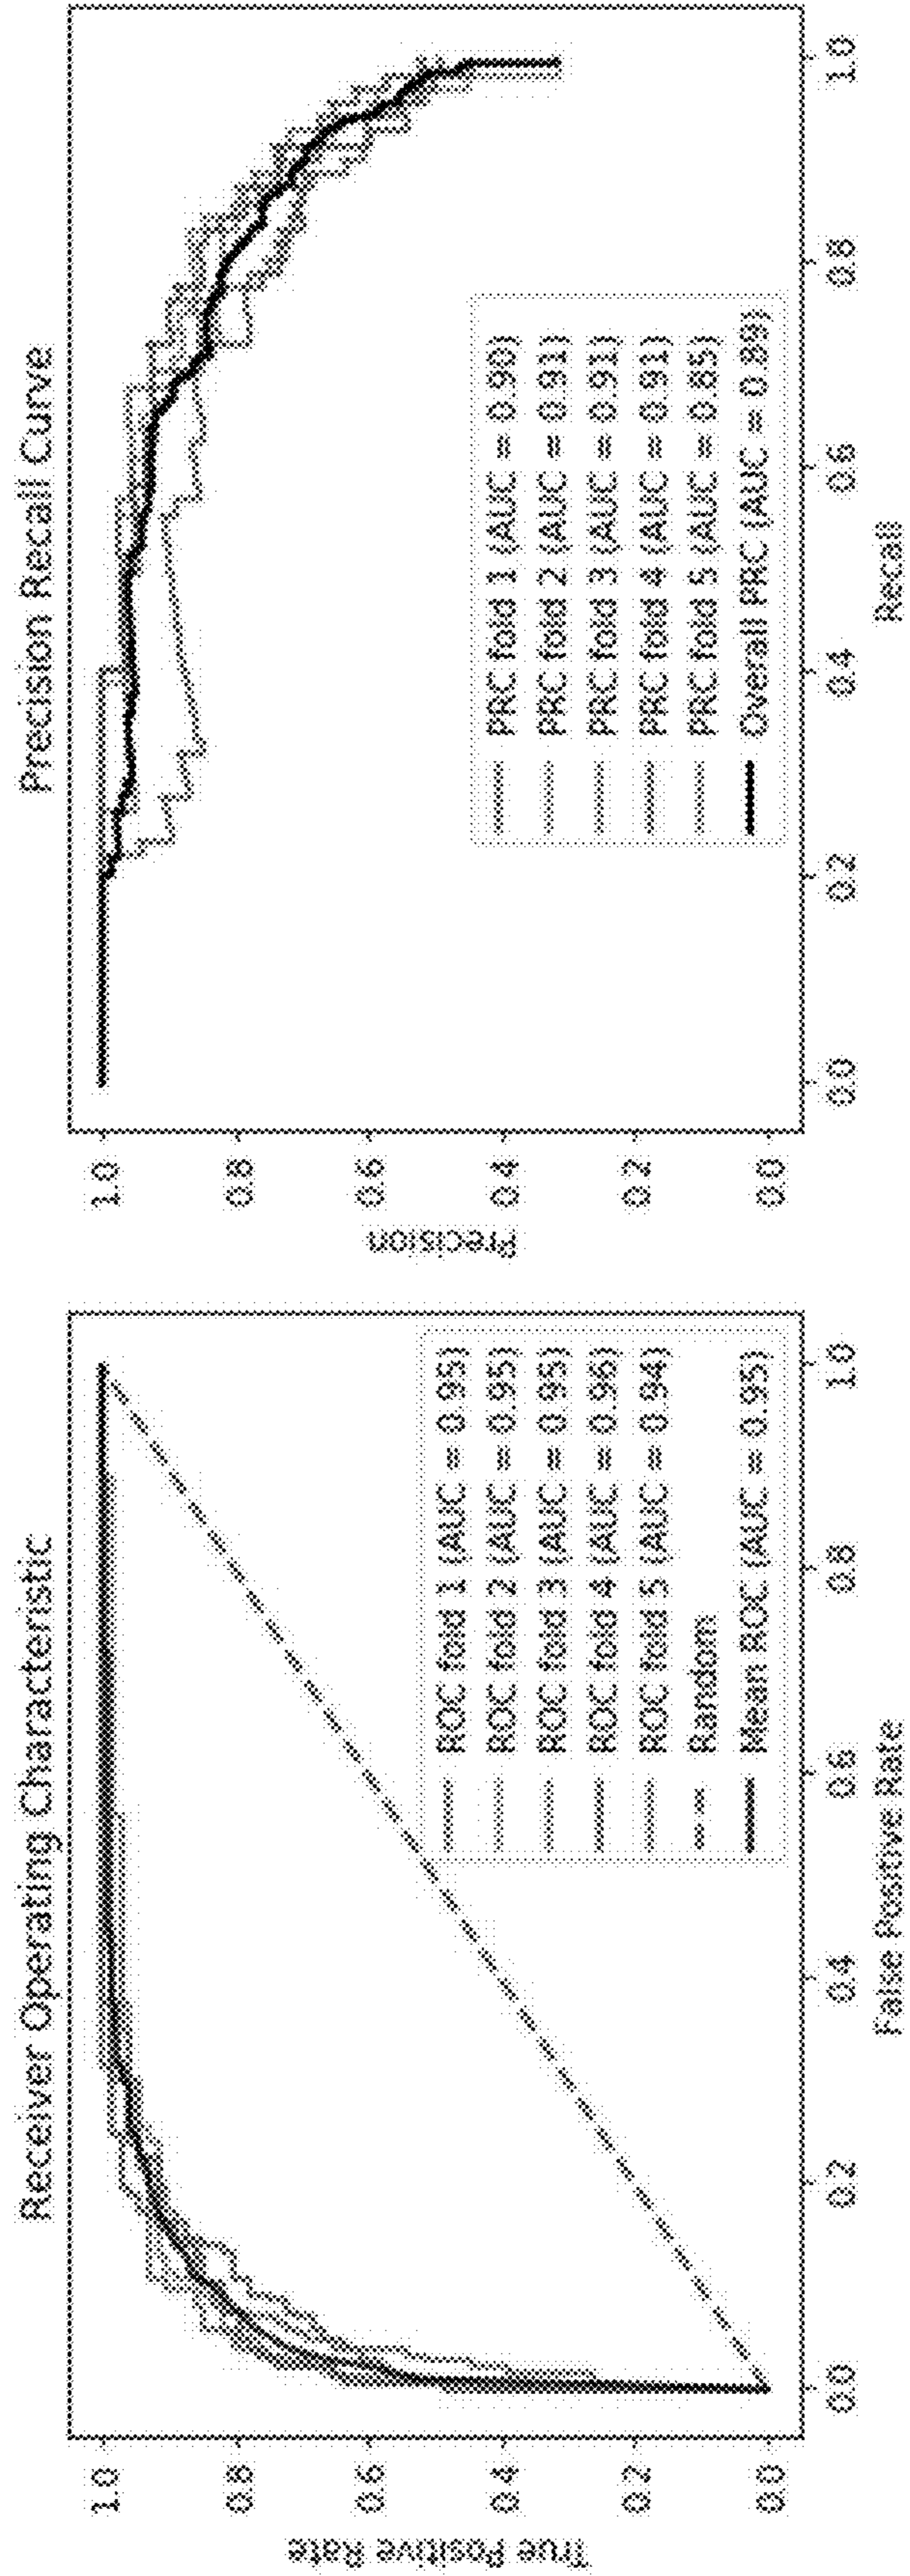 Receiver Operating Characteristic
True Positive Rate
1.0
0.8
0.6
0.4
0.2
0.0
0.0
0.2
0.4
0.6
0.8
1.0
False Positive Rate
ROC fold 1 (AUC = 0.95)
ROC fold 2 (AUC = 0.95)
ROC fold 3 (AUC = 0.95)
ROC fold 4 (AUC = 0.96)
ROC fold 5 (AUC = 0.94)
Random
Mean ROC (AUC = 0.95)
Precision Recall Curve
Precision
1.0
0.8
0.6
0.4
0.2
0.0
0.0
0.2
0.4
0.6
0.8
1.0
Recall
PRC fold 1 (AUC = 0.90)
PRC fold 2 (AUC = 0.91)
PRC fold 3 (AUC = 0.91)
PRC fold 4 (AUC = 0.91)
PRC fold 5 (AUC = 0.85)
Overall PRC (AUC = 0.89)